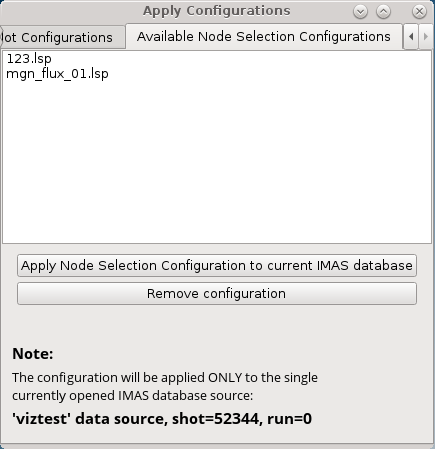 Apply Configurations
lot Configurations
Available Node Selection Configurations
123.lsp
mgn_flux_01.lsp
Apply Node Selection Configuration to current IMAS database
Remove configuration
Note:
The configuration will be applied ONLY to the single
currently opened IMAS database source:
'viztest' data source, shot=52344, run=0